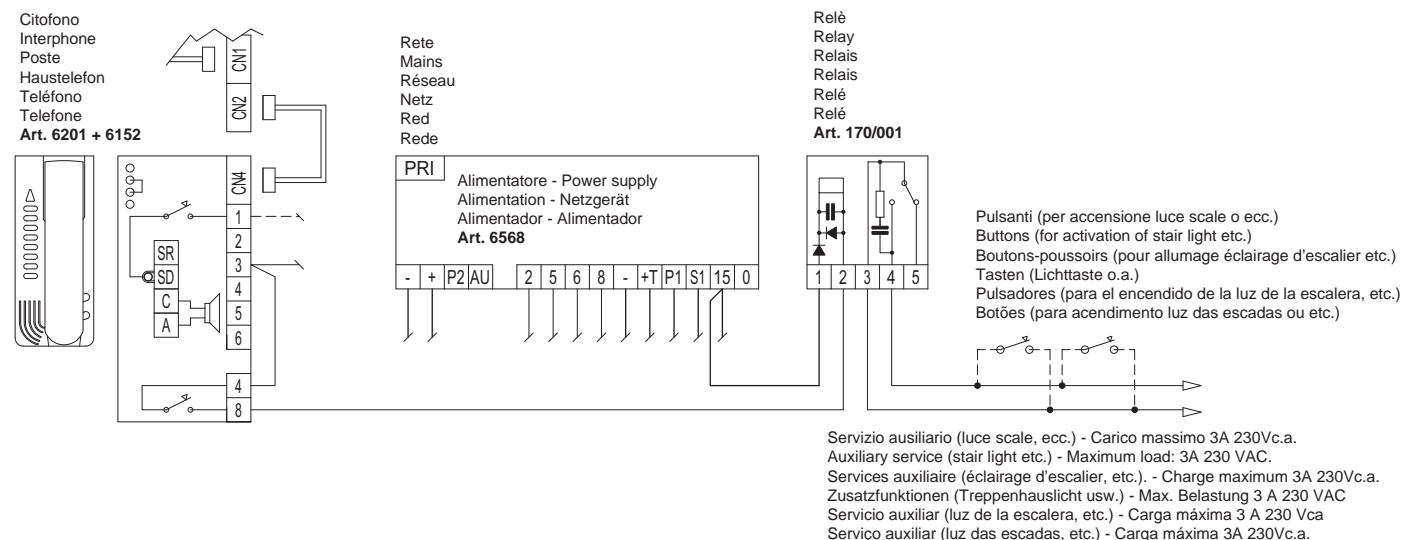 Citofono
Interphone
Poste
Haustelefon
Teléfono
Telefone
Art. 6201 + 6152
CN1
CN2
CN4
1
2
3
4
5
6
4
8
SR
SD
C
A
Rete
Mains
Réseau
Netz
Red
Rede
PRI
Alimentatore - Power supply
Alimentation - Netzgerät
Alimentador - Alimentador
Art. 6568
- + P2 AU 2 5 6 8 - +T P1 S1 15 0
Relè
Relay
Relais
Relais
Relé
Relé
Art. 170/001
1 2 3 4 5
Pulsanti (per accensione luce scale o ecc.)
Buttons (for activation of stair light etc.)
Boutons-poussoirs (pour allumage éclairage d'escalier etc.)
Tasten (Lichttaste o.a.)
Pulsadores (para el encendido de la luz de la escalera, etc.)
Botões (para acendimento luz das escadas ou etc.)
Servizio ausiliario (luce scale, ecc.) - Carico massimo 3A 230Vc.a.
Auxiliary service (stair light etc.) - Maximum load: 3A 230 VAC.
Services auxiliaire (éclairage d'escalier, etc.). - Charge maximum 3A 230Vc.a.
Zusatzfunktionen (Treppenhauslicht usw.) - Max. Belastung 3 A 230 VAC
Servicio auxiliar (luz de la escalera, etc.) - Carga máxima 3 A 230 Vca
Servico auxiliar (luz das escadas, etc.) - Carga máxima 3A 230Vc.a.